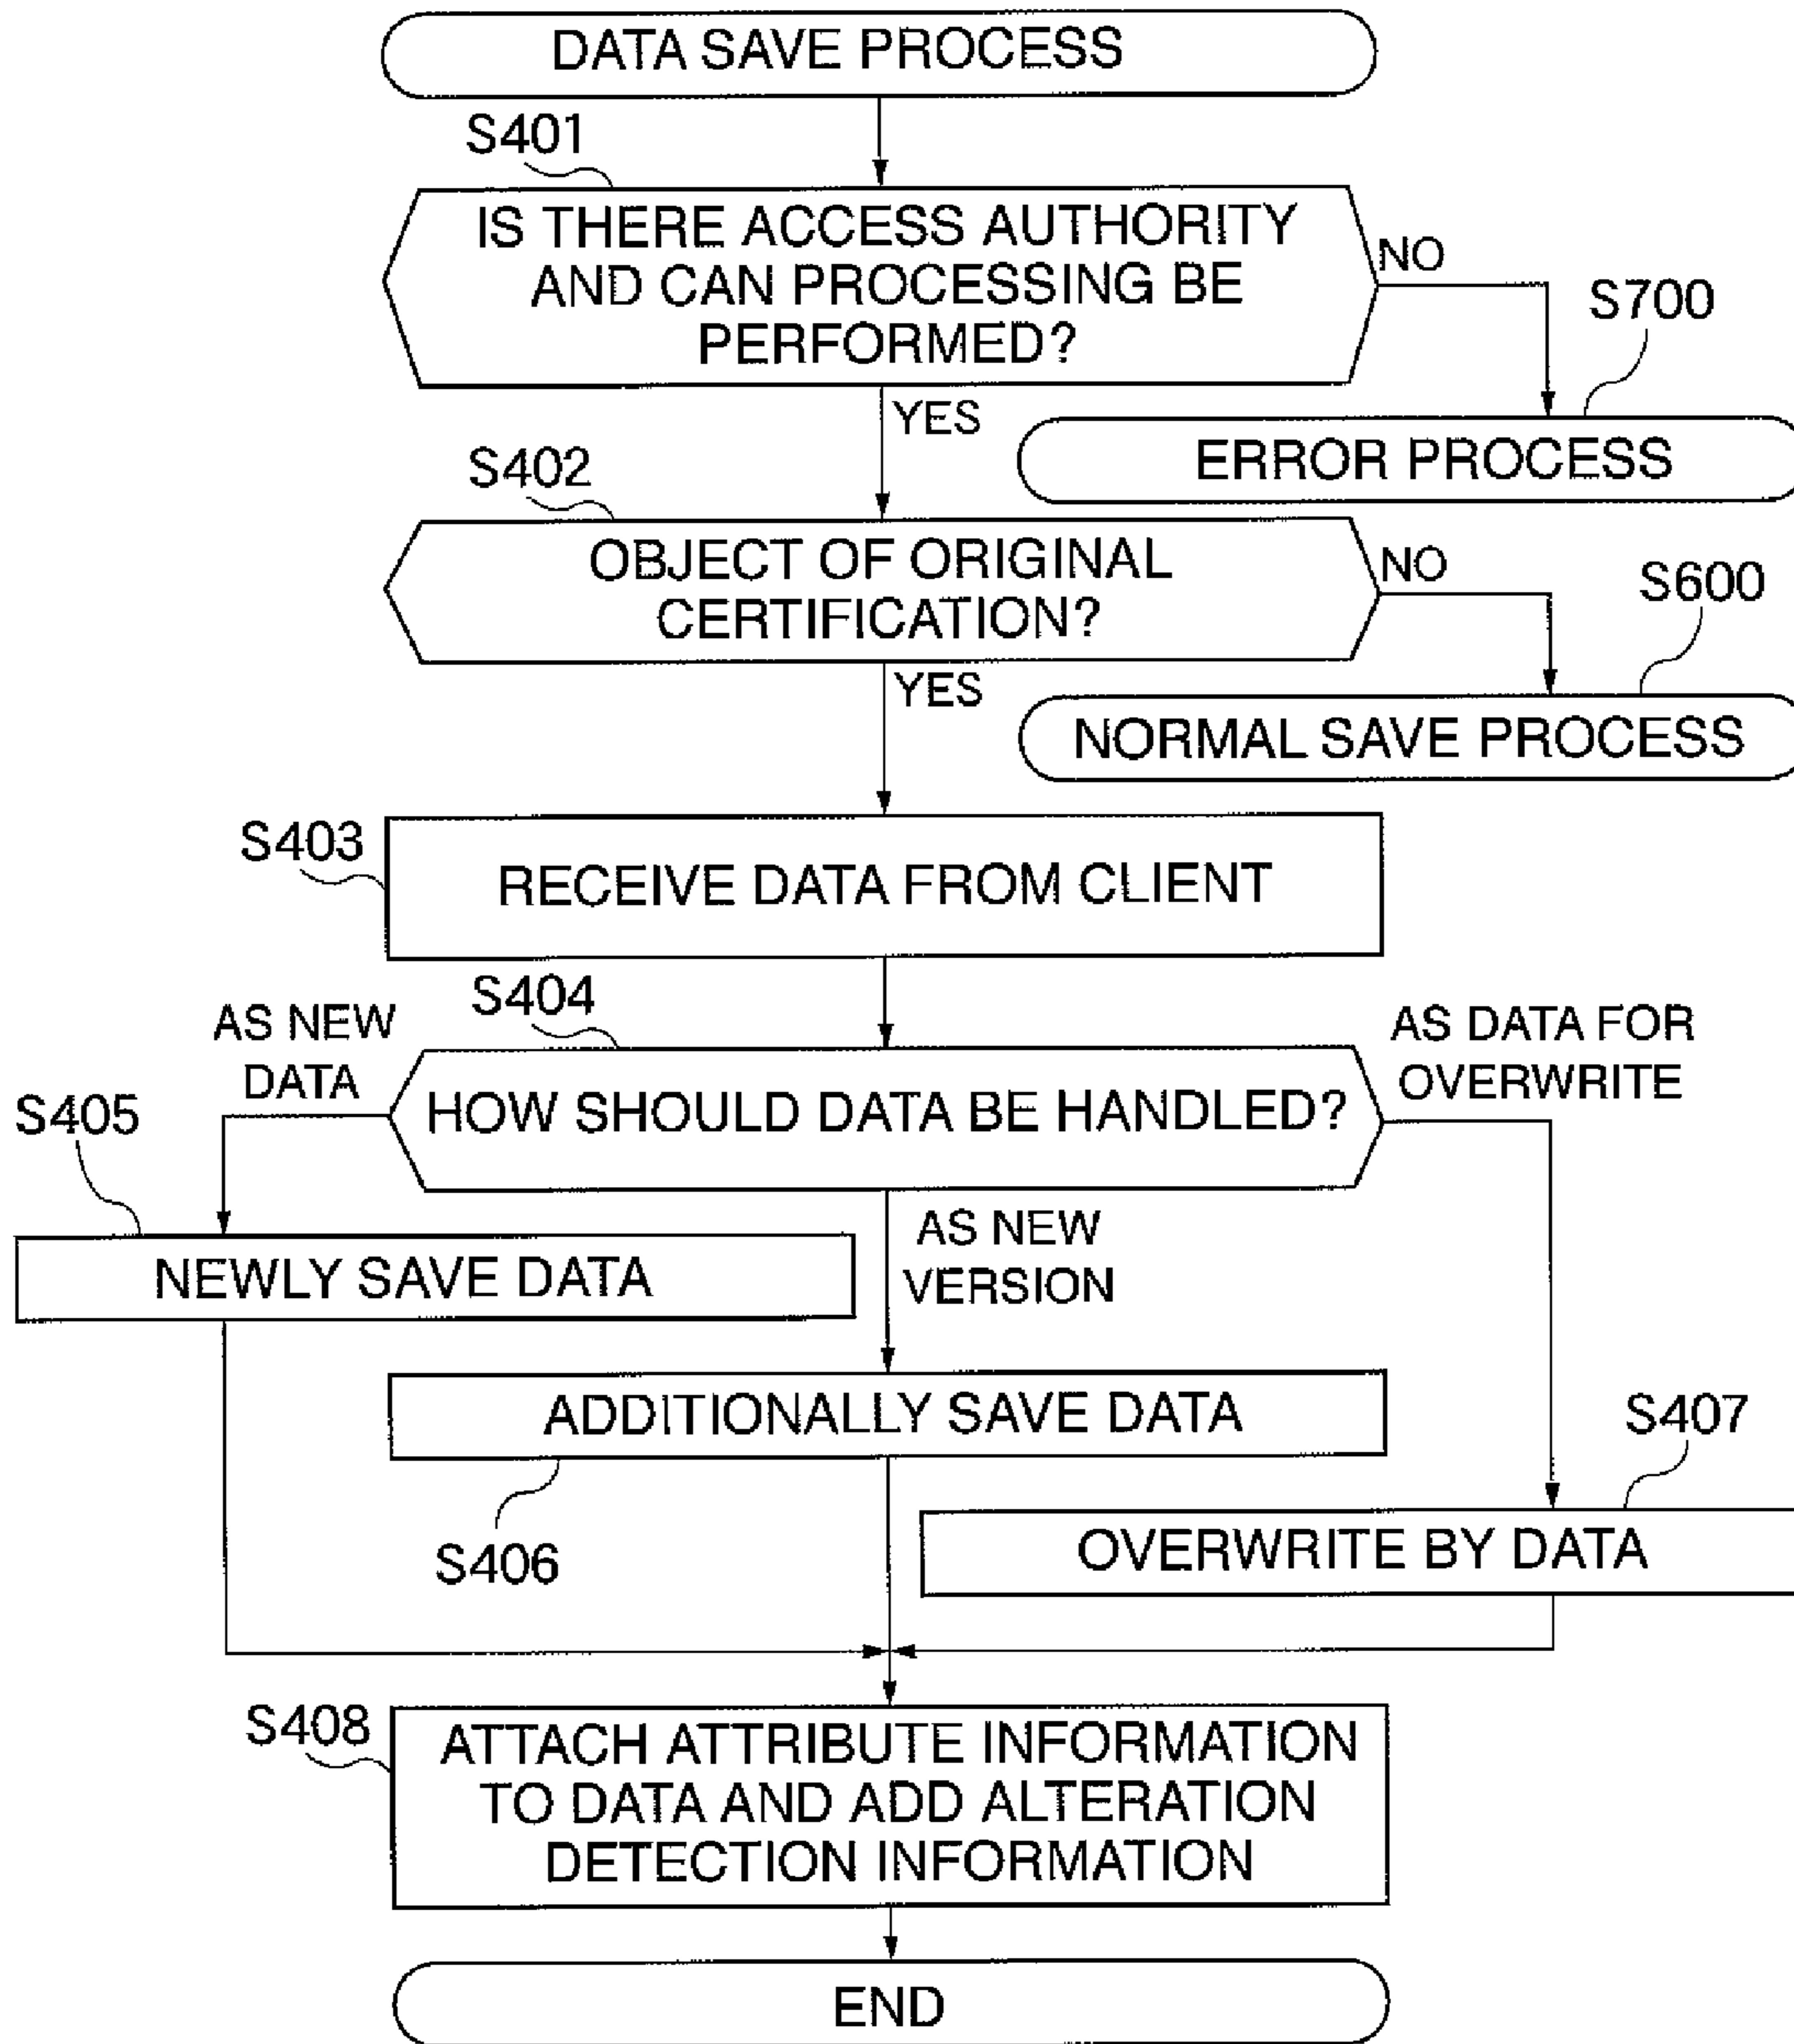 DATA SAVE PROCESS
S401
IS THERE ACCESS AUTHORITY
AND CAN PROCESSING BE
PERFORMED?
NO
S700
YES
ERROR PROCESS
S402
OBJECT OF ORIGINAL
CERTIFICATION?
NO
S600
YES
NORMAL SAVE PROCESS
S403
RECEIVE DATA FROM CLIENT
S404
AS NEW
DATA
AS DATA FOR
OVERWRITE
HOW SHOULD DATA BE HANDLED?
S405
NEWLY SAVE DATA
AS NEW
VERSION
ADDITIONALLY SAVE DATA
S406
S407
OVERWRITE BY DATA
S408
ATTACH ATTRIBUTE INFORMATION
TO DATA AND ADD ALTERATION
DETECTION INFORMATION
END